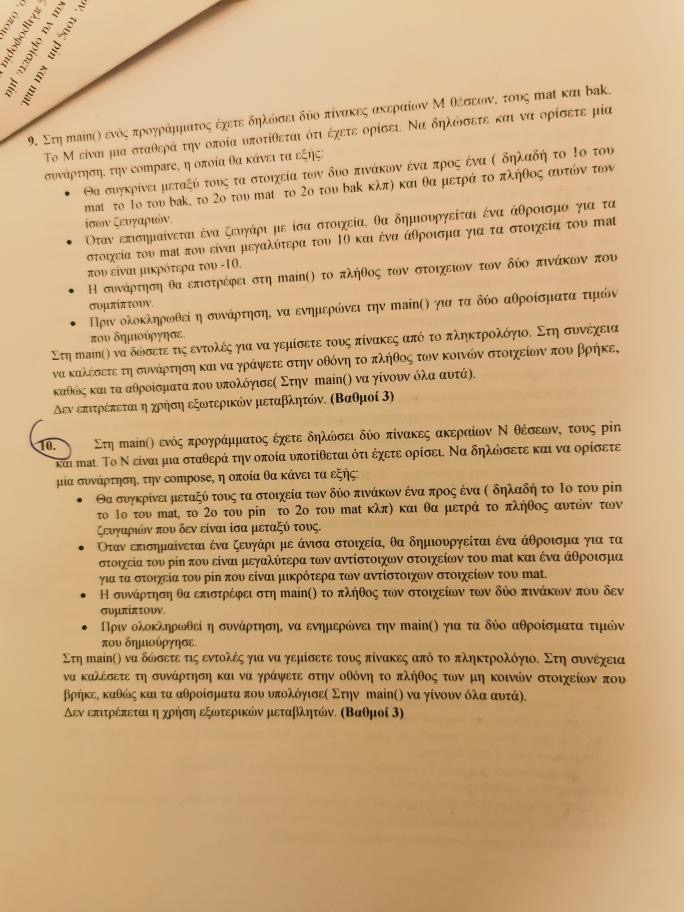 τους pin και mat
και να ορίσετε μία
9. Στη main() ενός προγράμματος έχετε δηλώσει δύο πίνακες ακεραίων M θέσεων, τους mat και bak.
Το M είναι μια σταθερά την οποία υποτίθεται ότι έχετε ορίσει. Να δηλώσετε και να ορίσετε μία
συνάρτηση, την compare, η οποία θα κάνει τα εξής:
• Θα συγκρίνει μεταξύ τους τα στοιχεία των δυο πινάκων ένα προς ένα ( δηλαδή το 1ο του
mat το 1ο του bak, το 2ο του mat το 2ο του bak κλπ) και θα μετρά το πλήθος αυτών των
ίσων ζευγαριών.
• Όταν επισημαίνεται ένα ζευγάρι με ίσα στοιχεία, θα δημιουργείται ένα άθροισμα για τα
στοιχεία του mat που είναι μεγαλύτερα του 10 και ένα άθροισμα για τα στοιχεία του mat
που είναι μικρότερα του -10.
• Η συνάρτηση θα επιστρέφει στη main() το πλήθος των στοιχείων των δύο πινάκων που
συμπίπτουν.
• Πριν ολοκληρωθεί η συνάρτηση, να ενημερώνει την main() για τα δύο αθροίσματα τιμών
που δημιούργησε.
Στη main() να δώσετε τις εντολές για να γεμίσετε τους πίνακες από το πληκτρολόγιο. Στη συνέχεια
να καλέσετε τη συνάρτηση και να γράψετε στην οθόνη το πλήθος των κοινών στοιχείων που βρήκε,
καθώς και τα αθροίσματα που υπολόγισε( Στην main() να γίνουν όλα αυτά).
Δεν επιτρέπεται η χρήση εξωτερικών μεταβλητών. (Βαθμοί 3)
10. Στη main() ενός προγράμματος έχετε δηλώσει δύο πίνακες ακεραίων N θέσεων, τους pin
και mat. Το N είναι μια σταθερά την οποία υποτίθεται ότι έχετε ορίσει. Να δηλώσετε και να ορίσετε
μία συνάρτηση, την compose, η οποία θα κάνει τα εξής:
• Θα συγκρίνει μεταξύ τους τα στοιχεία των δύο πινάκων ένα προς ένα ( δηλαδή το 1ο του pin
το 1ο του mat, το 2ο του pin το 2ο του mat κλπ) και θα μετρά το πλήθος αυτών των
ζευγαριών που δεν είναι ίσα μεταξύ τους.
• Όταν επισημαίνεται ένα ζευγάρι με άνισα στοιχεία, θα δημιουργείται ένα άθροισμα για τα
στοιχεία του pin που είναι μεγαλύτερα των αντίστοιχων στοιχείων του mat και ένα άθροισμα
για τα στοιχεία του pin που είναι μικρότερα των αντίστοιχων στοιχείων του mat.
• Η συνάρτηση θα επιστρέφει στη main() το πλήθος των στοιχείων των δύο πινάκων που δεν
συμπίπτουν.
• Πριν ολοκληρωθεί η συνάρτηση, να ενημερώνει την main() για τα δύο αθροίσματα τιμών
που δημιούργησε.
Στη main() να δώσετε τις εντολές για να γεμίσετε τους πίνακες από το πληκτρολόγιο. Στη συνέχεια
να καλέσετε τη συνάρτηση και να γράψετε στην οθόνη το πλήθος των μη κοινών στοιχείων που
βρήκε, καθώς και τα αθροίσματα που υπολόγισε( Στην main() να γίνουν όλα αυτά).
Δεν επιτρέπεται η χρήση εξωτερικών μεταβλητών. (Βαθμοί 3)